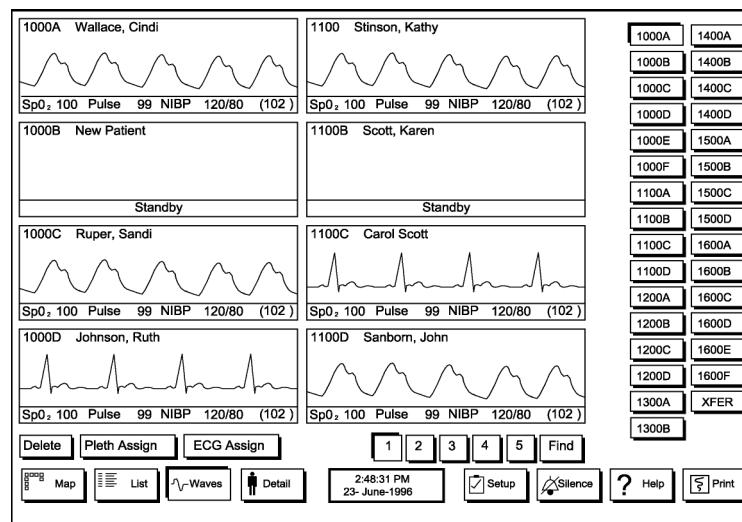 1000A Wallace, Cindi
Sp0₂ 100 Pulse 99 NIBP 120/80 (102 )
1100 Stinson, Kathy
Sp0₂ 100 Pulse 99 NIBP 120/80 (102 )
1000B New Patient
Standby
1100B Scott, Karen
Standby
1000C Ruper, Sandi
Sp0₂ 100 Pulse 99 NIBP 120/80 (102 )
1100C Carol Scott
Sp0₂ 100 Pulse 99 NIBP 120/80 (102 )
1000D Johnson, Ruth
Sp0₂ 100 Pulse 99 NIBP 120/80 (102 )
1100D Sanborn, John
Sp0₂ 100 Pulse 99 NIBP 120/80 (102 )
1000A 1400A
1000B 1400B
1000C 1400C
1000D 1400D
1000E 1500A
1000F 1500B
1100A 1500C
1100B 1500D
1100C 1600A
1100D 1600B
1200A 1600C
1200B 1600D
1200C 1600E
1200D 1600F
1300A XFER
1300B
Delete Pleth Assign ECG Assign 1 2 3 4 5 Find
Map List Waves Detail
2:48:31 PM
23- June-1996
Setup Silence ? Help Print